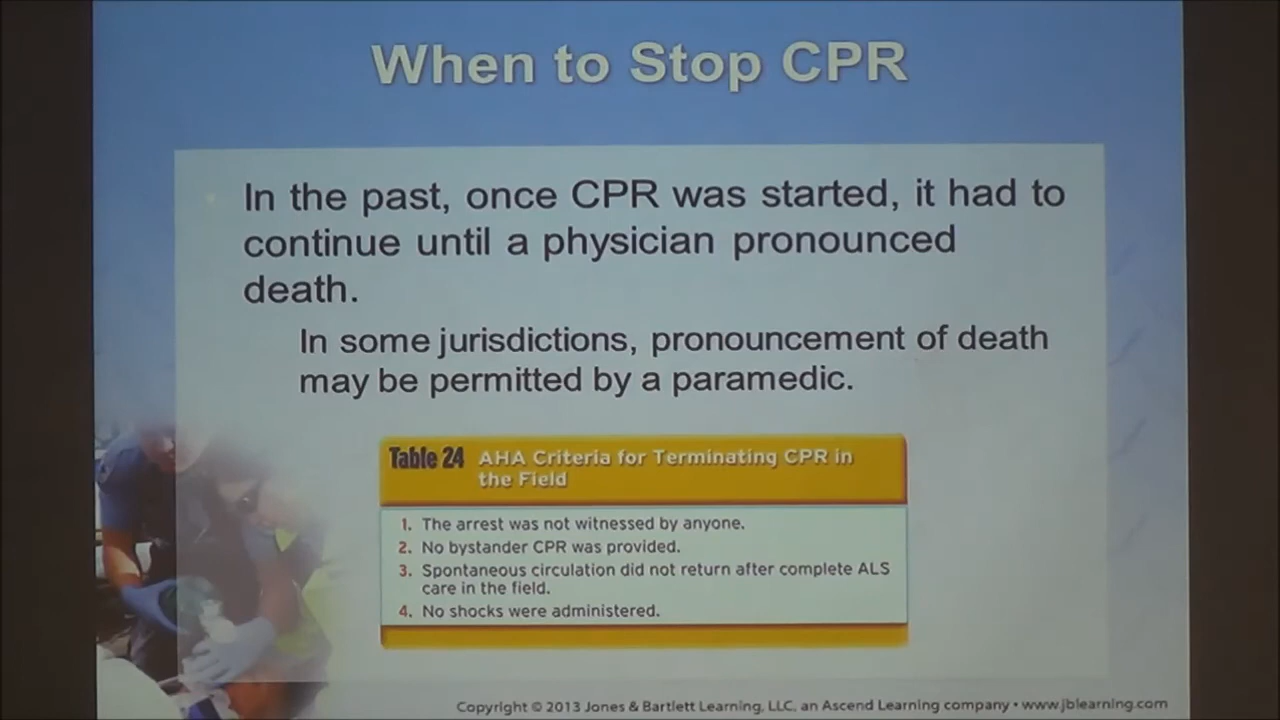 When to Stop CPR
In the past, once CPR was started, it had to
continue until a physician pronounced
death.
In some jurisdictions, pronouncement of death
may be permitted by a paramedic.
Table 24 AHA Criteria for Terminating CPR in
the Field
1. The arrest was not witnessed by anyone.
2. No bystander CPR was provided.
3. Spontaneous circulation did not return after complete ALS
care in the field.
4. No shocks were administered.
Copyright © 2013 Jones & Bartlett Learning, LLC, an Ascend Learning company • www.jblearning.com